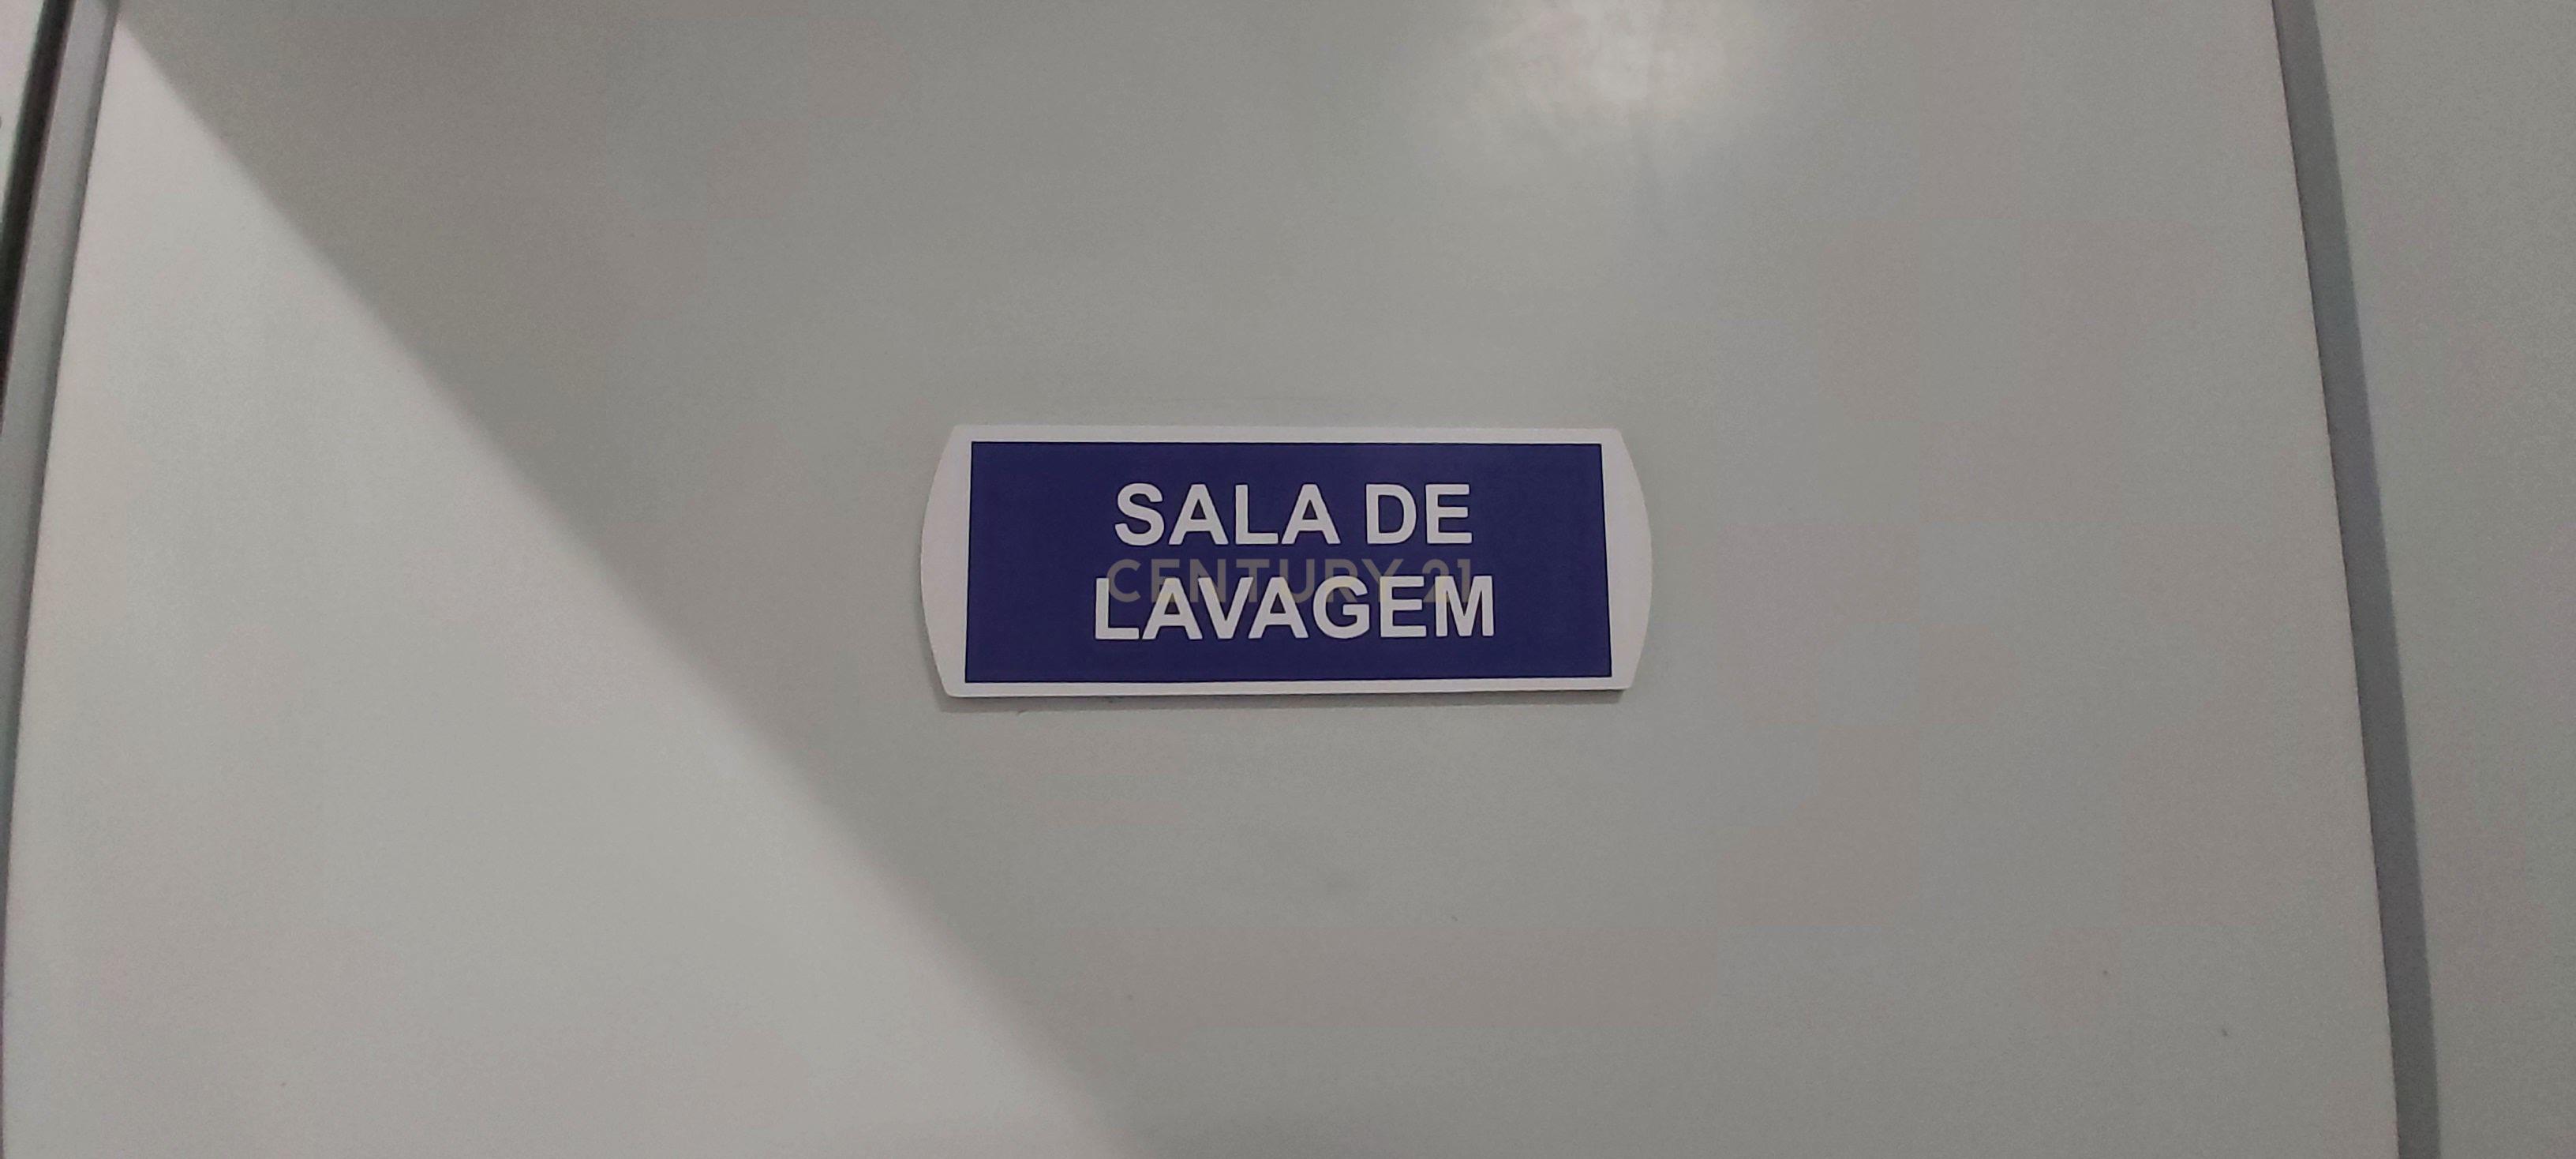 SALA DE
CENTURY 21
LAVAGEM